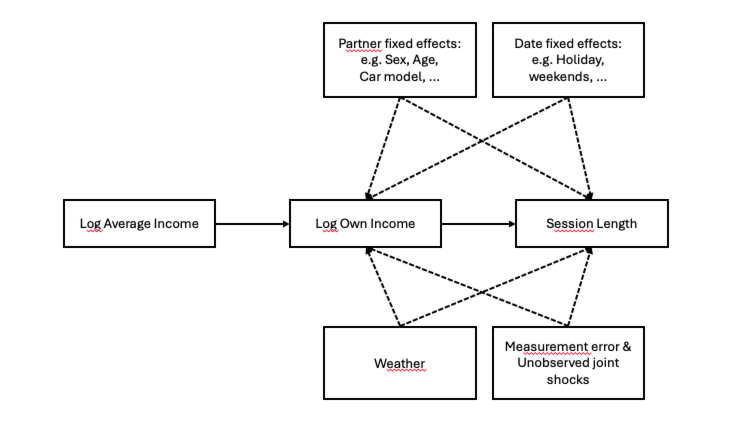 Partner fixed effects:
e.g. Sex, Age,
Car model, ...
Date fixed effects:
e.g. Holiday,
weekends, ...
Log Average Income
Log Own Income
Session Length
Weather
Measurement error &
Unobserved joint
shocks